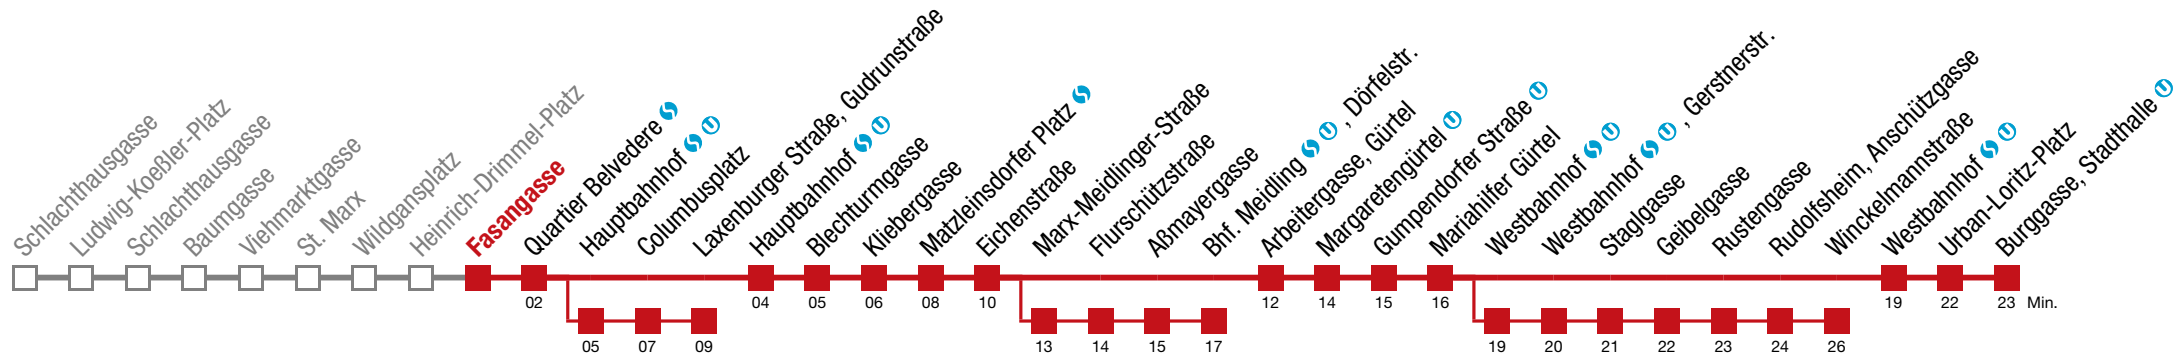 Schlachthausgasse
Ludwig-Koeßler-Platz
Schlachthausgasse
Baumgasse
Viehmarktgasse
St. Marx
Wildgansplatz
Heinrich-Drimmel-Platz
Fasangasse
Quartier Belvedere S
Hauptbahnhof S U
Columbusplatz
Laxenburger Straße, Gudrunstraße
Hauptbahnhof S U
Blechturmgasse
Kliebergasse
Matzleinsdorfer Platz S
Eichenstraße
Marx-Meidlinger-Straße
Flurschützstraße
Aßmayergasse
Bhf. Meidling S U , Dörfelstr.
Arbeitergasse, Gürtel
Margaretengürtel U
Gumpendorfer Straße U
Mariahilfer Gürtel
Westbahnhof S U
Westbahnhof S U , Gerstnerstr.
Staglgasse
Geibelgasse
Rustengasse
Rudolfsheim, Anschützgasse
Winckelmannstraße
Westbahnhof S U
Urban-Loritz-Platz
Burggasse, Stadthalle U
02 04 05 06 08 10 12 14 15 16 19 22 23 Min.
05 07 09 13 14 15 17 19 20 21 22 23 24 26